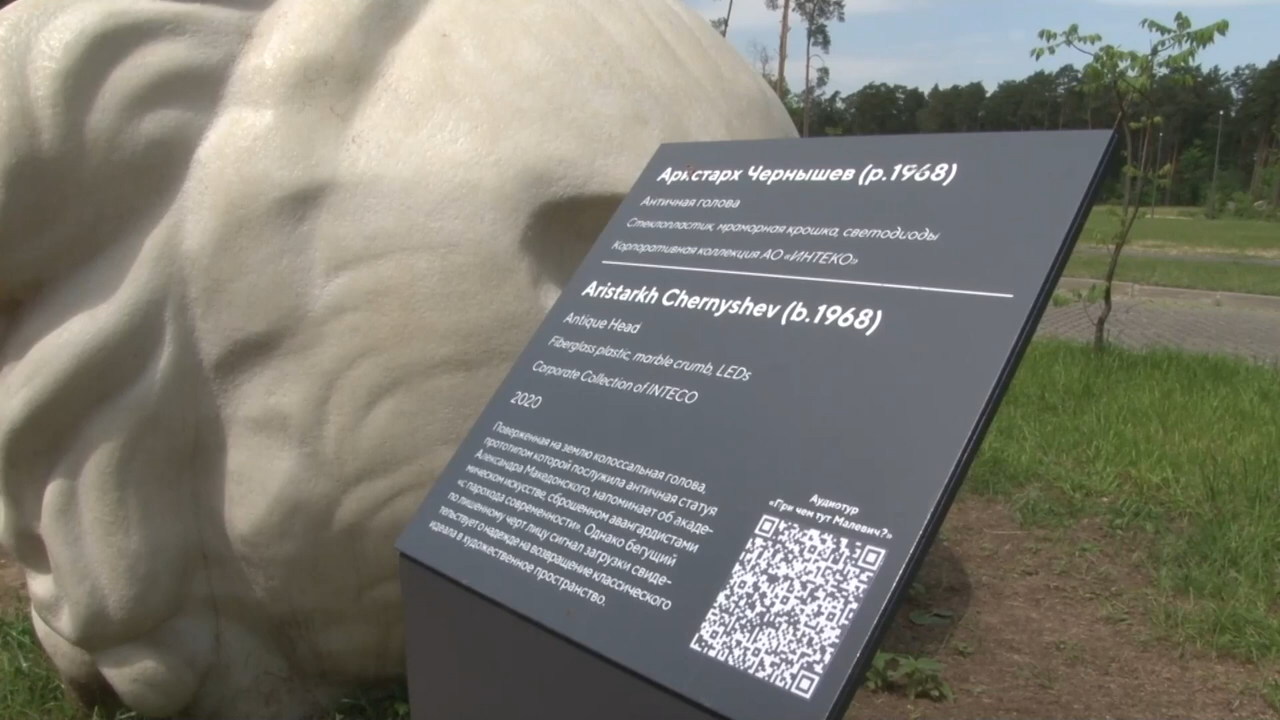 Аристарх Чернышев (р.1968)
Античная голова
Стеклопластик, мраморная крошка, светодиоды
Корпоративная коллекция АО «ИНТЕКО»
Aristarkh Chernyshev (b.1968)
Antique Head
Fiberglass plastic, marble crumb, LEDs
Corporate Collection of INTECO
2020
Поверженная на землю колоссальная голова,
прототипом которой послужила античная статуя
Александра Македонского, напоминает об акаде-
мическом искусстве, сброшенном авангардистами
«с парохода современности». Однако бегущий
по лишенному черт лицу сигнал загрузки свиде-
тельствует о надежде на возвращение классического
идеала в художественное пространство.
Аудиотур
«При чем тут Малевич?»